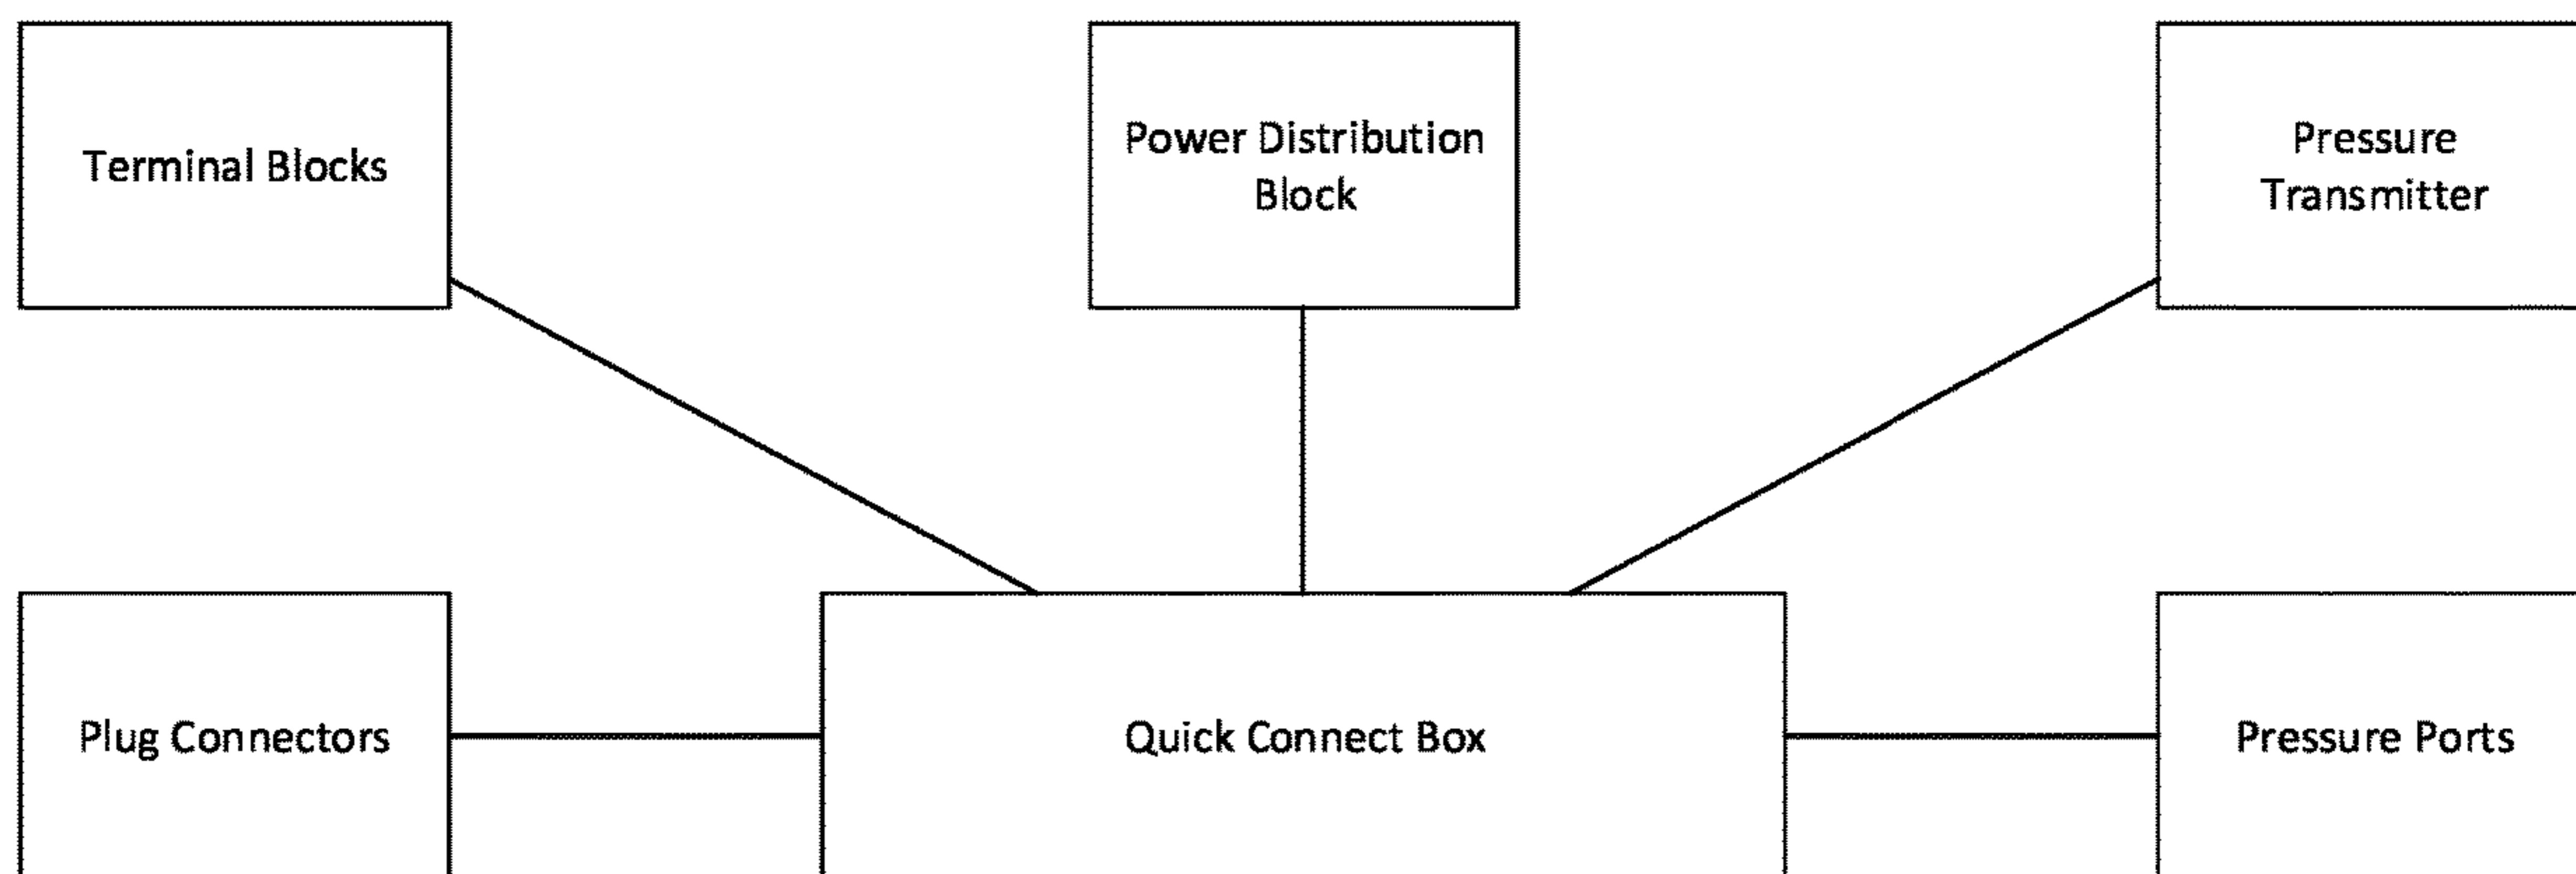 Terminal Blocks
Power Distribution
Block
Pressure
Transmitter
Plug Connectors
Quick Connect Box
Pressure Ports